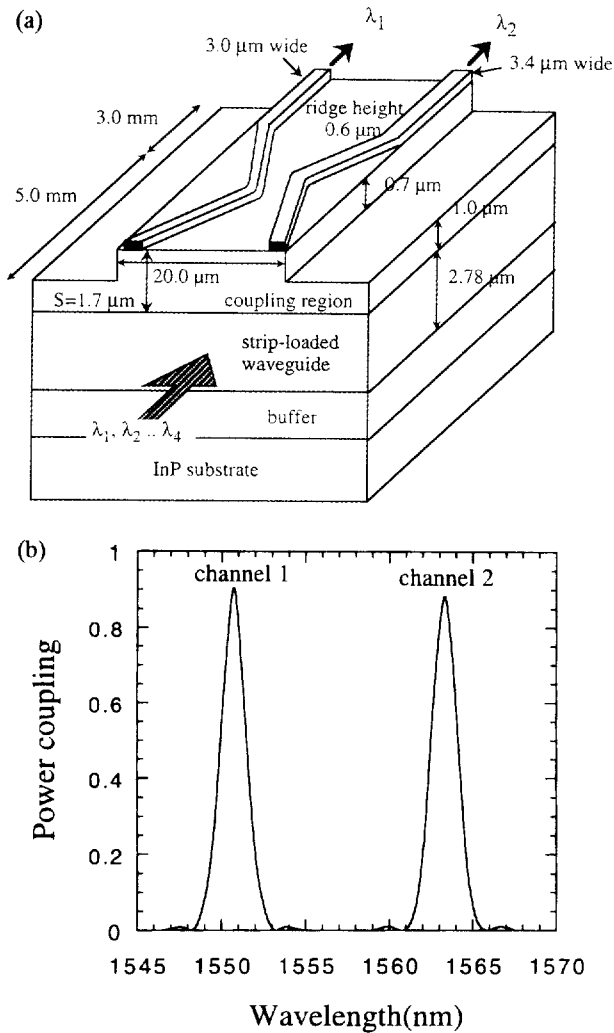 (a)
λ1
λ2
3.0 μm wide
3.4 μm wide
ridge height
0.6 μm
3.0 mm
5.0 mm
0.7 μm
1.0 μm
20.0 μm
2.78 μm
S=1.7 μm
coupling region
strip-loaded
waveguide
buffer
λ1, λ2 .. λ4
InP substrate
(b)
1
channel 1
channel 2
0.8
0.6
0.4
0.2
0
Power coupling
1545 1550 1555 1560 1565 1570
Wavelength(nm)